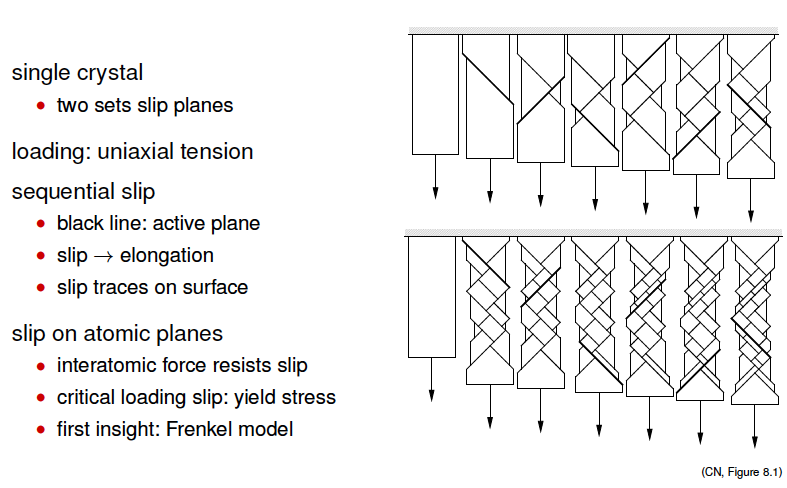 single crystal
• two sets slip planes
loading: uniaxial tension
sequential slip
• black line: active plane
• slip → elongation
• slip traces on surface
slip on atomic planes
• interatomic force resists slip
• critical loading slip: yield stress
• first insight: Frenkel model
(CN, Figure 8.1)